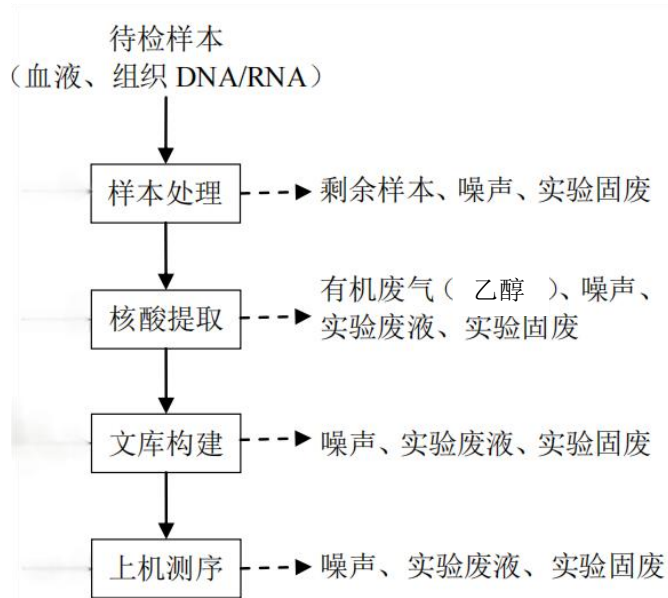 待检样本
（血液、组织 DNA/RNA）
样本处理
剩余样本、噪声、实验固废
核酸提取
有机废气（ 乙醇 ）、噪声、
实验废液、实验固废
文库构建
噪声、实验废液、实验固废
上机测序
噪声、实验废液、实验固废